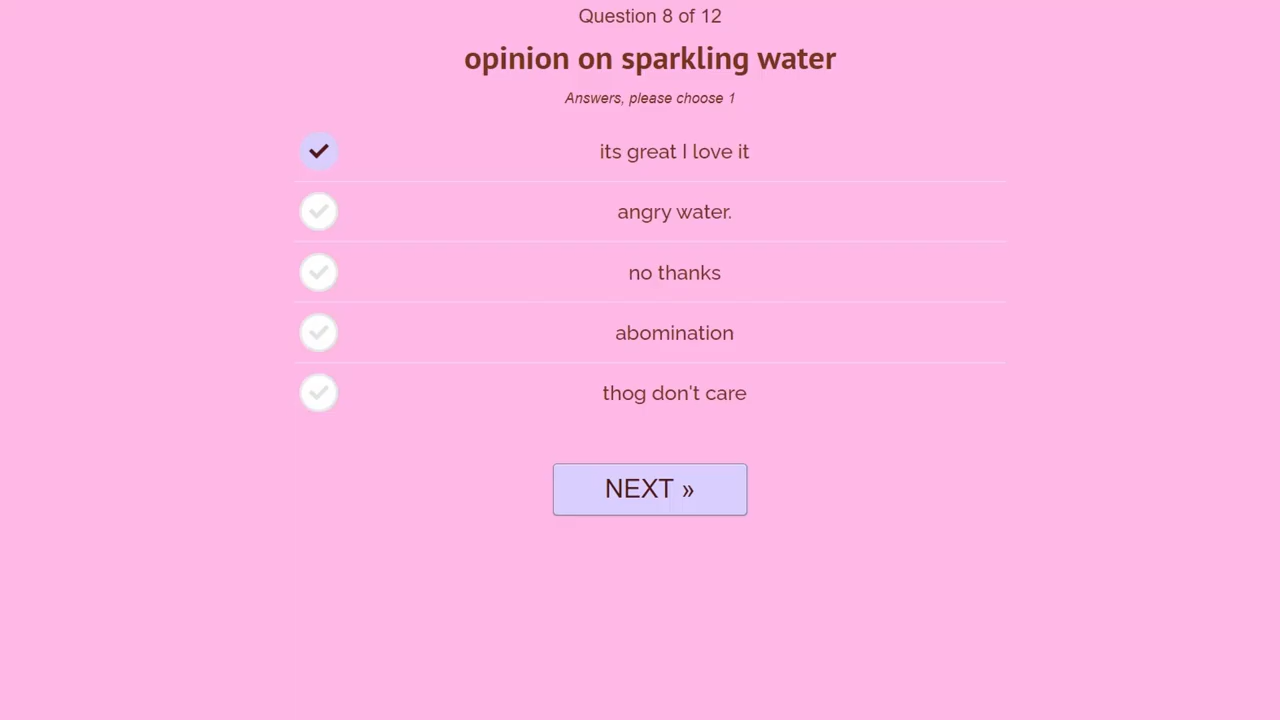 Question 8 of 12
opinion on sparkling water
Answers, please choose 1
its great I love it
angry water.
no thanks
abomination
thog don't care
NEXT »